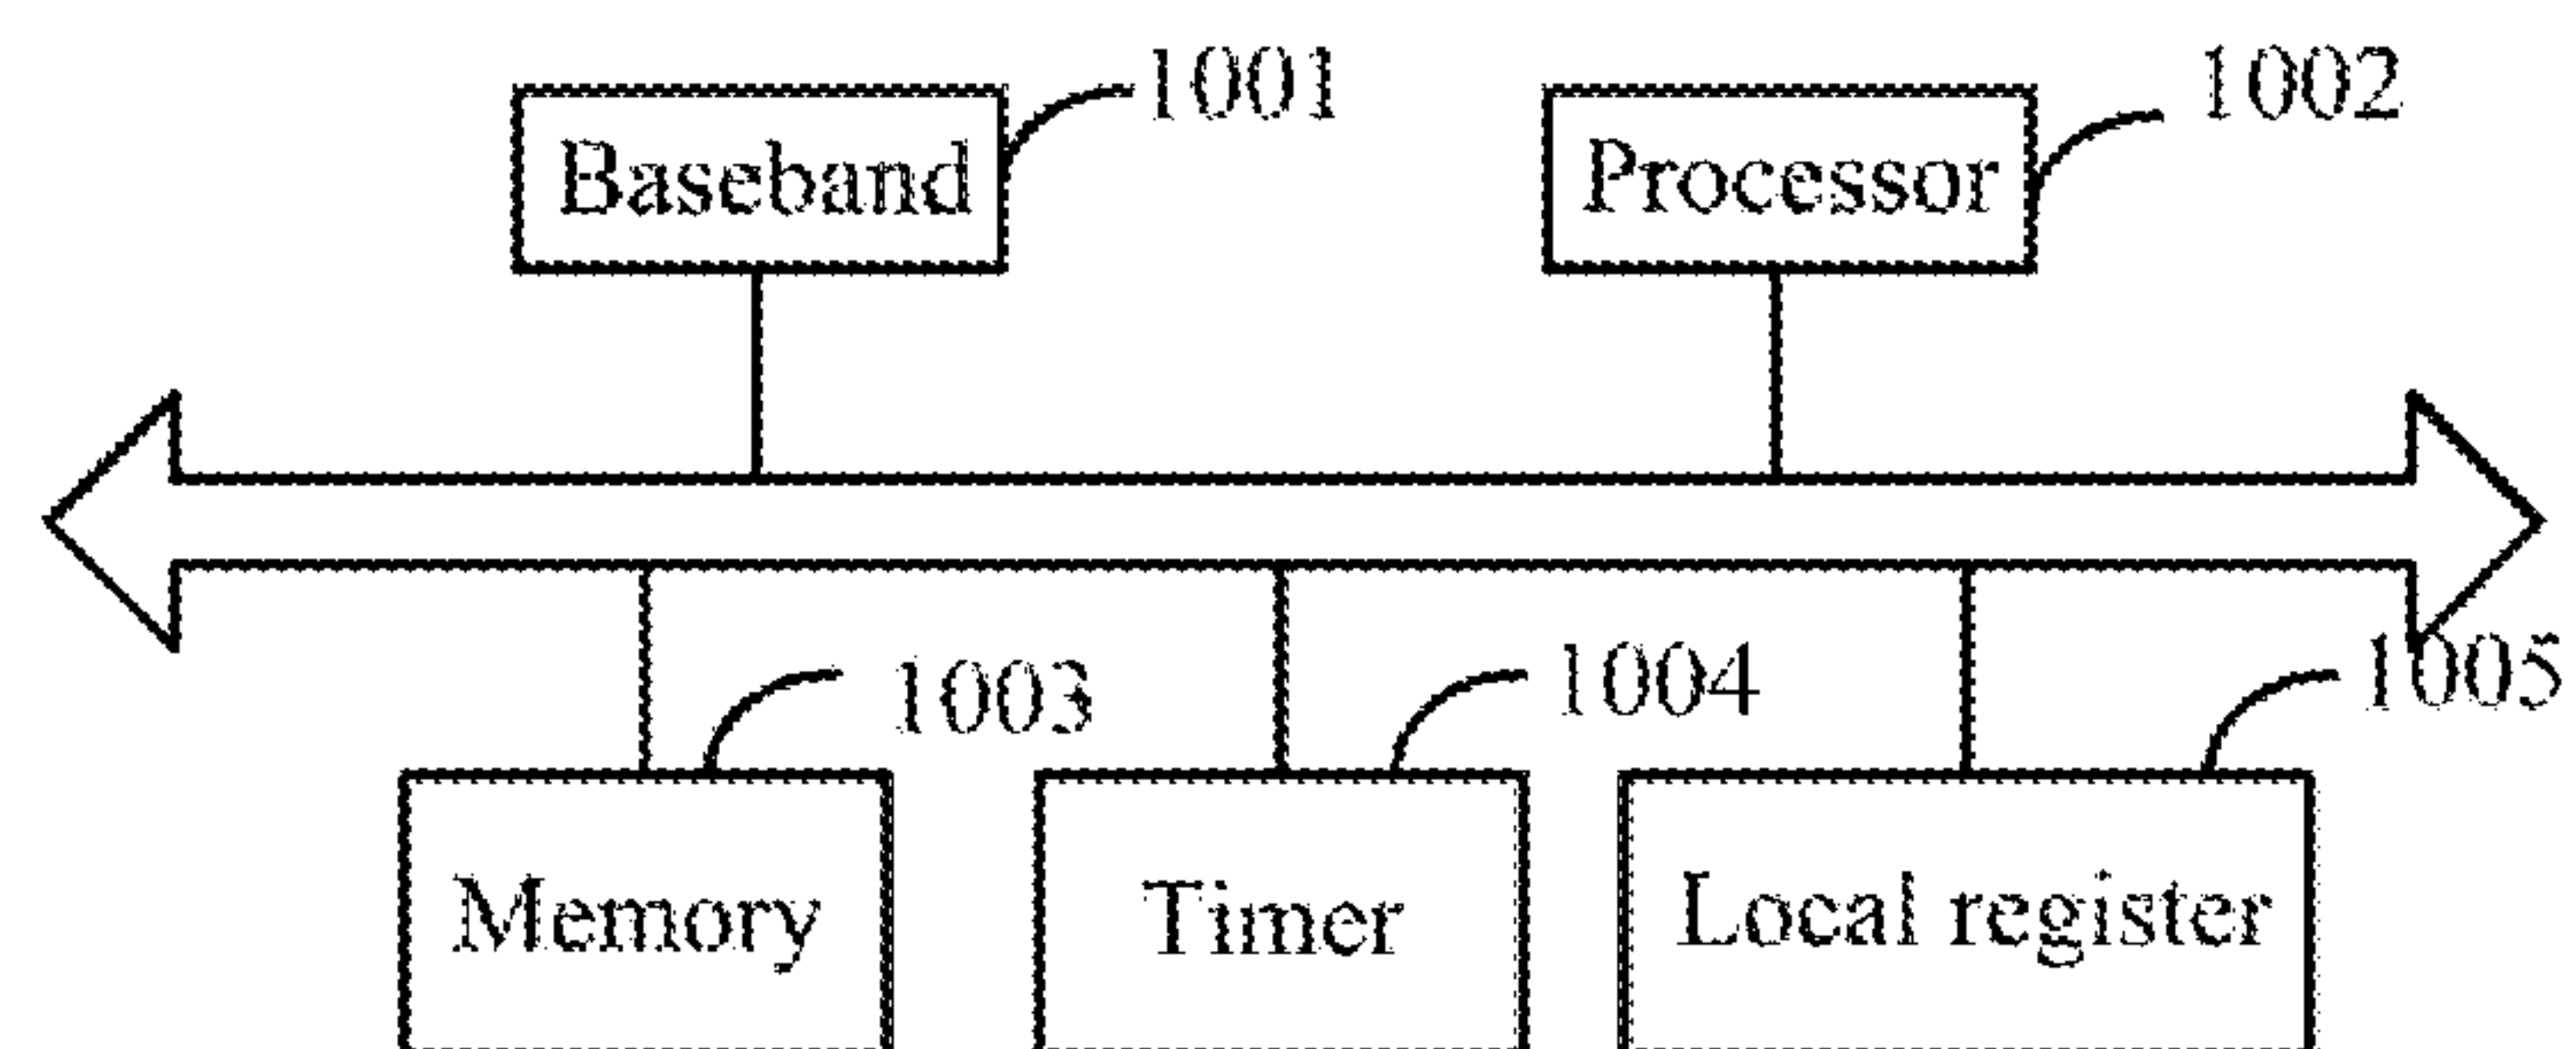 Baseband
1001
Processor
1002
1003
1004
1005
Memory
Timer
Local register